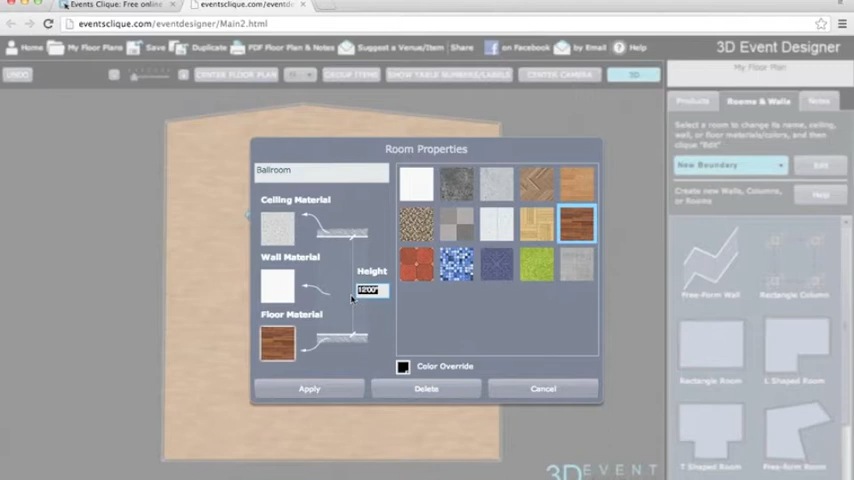 Events Clique: Free online
eventsclique.com/eventde
eventsclique.com/eventdesigner/Main2.html
Home
My Floor Plans
Save
Duplicate
PDF Floor Plan & Notes
Suggest a Venue/Item
Share
f on Facebook
by Email
Help
3D Event Designer
UNDO
CENTER FLOOR PLAN
GROUP ITEMS
SHOW TABLE NUMBERS/LABELS
CENTER CAMERA
3D
My Floor Plan
Products
Rooms & Walls
Notes
Select a room to change its name, ceiling,
wall, or floor materials/colors, and then
clique "Edit"
New Boundary
Edit
Create new Walls, Columns,
or Rooms
Help
Free-Form Wall
Rectangle Column
Rectangle Room
L Shaped Room
T Shaped Room
Free-form Room
Room Properties
Ballroom
Ceiling Material
Wall Material
Height
12'00"
Floor Material
Color Override
Apply
Delete
Cancel
3D EVENT